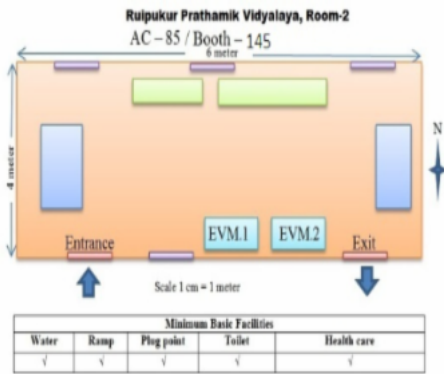 Ruipukur Prathamik Vidyalaya, Room-2
AC – 85 / Booth – 145
6 meter
4 meter
N
EVM.1 EVM.2
Entrance Exit
Scale 1 cm = 1 meter
Minimum Basic Facilities
Water Ramp Plug point Toilet Health care
√ √ √ √ √